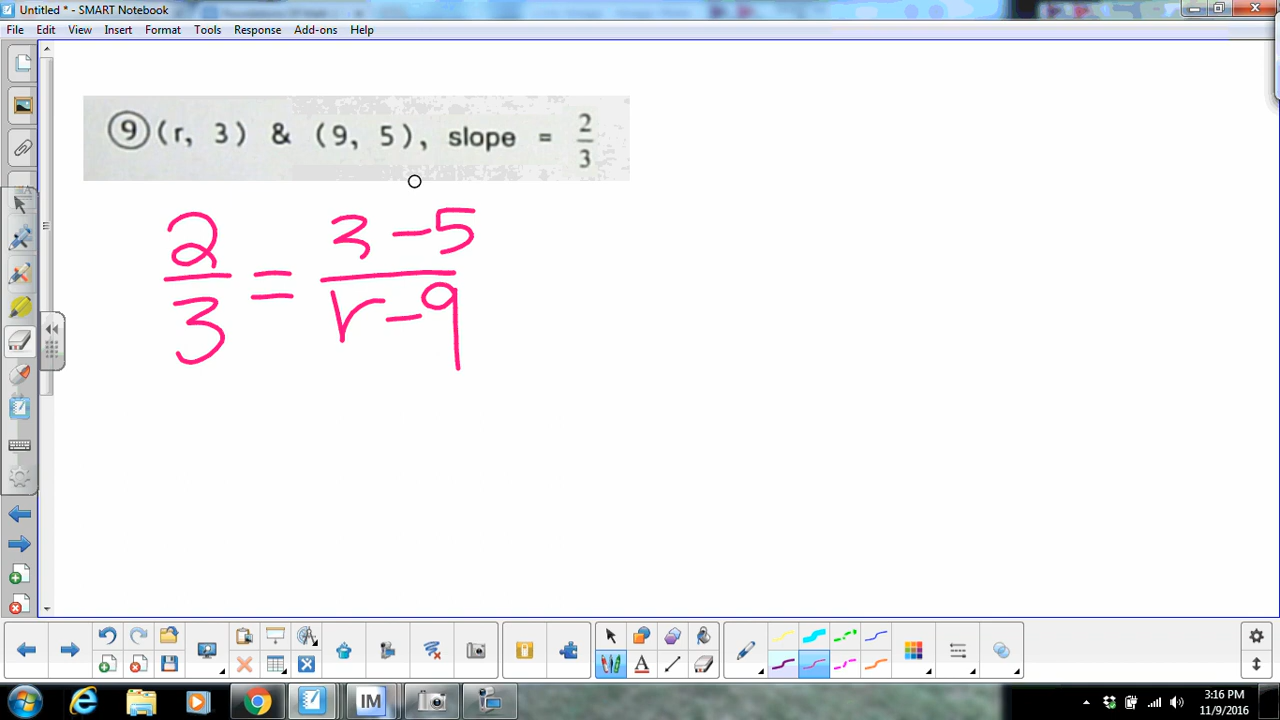 Untitled * - SMART Notebook
File Edit View Insert Format Tools Response Add-ons Help
9 (r, 3) & (9, 5), slope = 2/3
2/3 = 3-5/r-9
IM
A
3:16 PM
11/9/2016